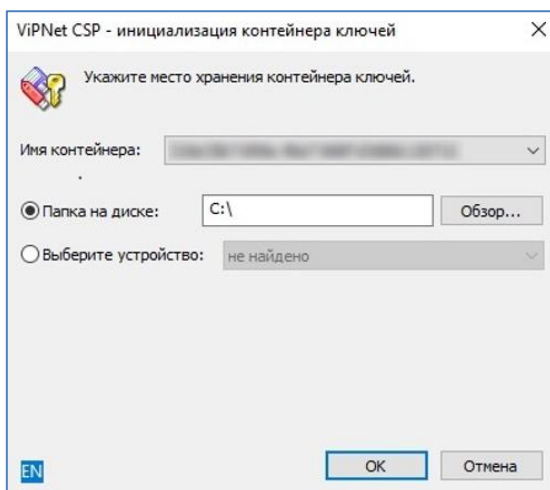 ViPNet CSP - инициализация контейнера ключей
Укажите место хранения контейнера ключей.
Имя контейнера:
Папка на диске: C:\ Обзор...
Выберите устройство: не найдено
EN OK Отмена